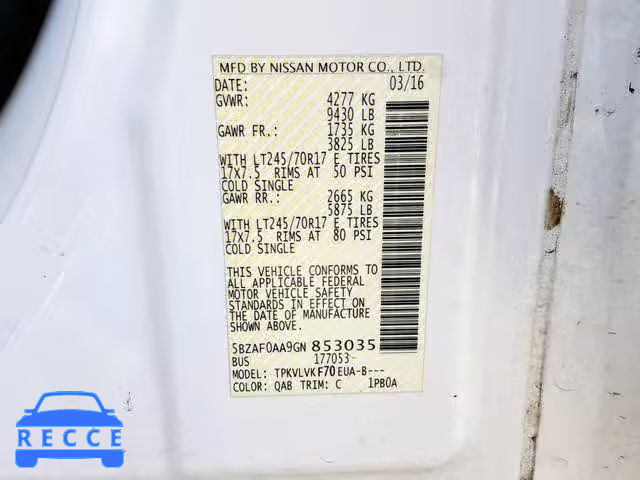 MFD BY NISSAN MOTOR CO., LTD.
DATE: 03/16
GVWR: 4277 KG
9430 LB
GAWR FR.: 1735 KG
3825 LB
WITH LT245/70R17 E TIRES
17X7.5 RIMS AT 50 PSI
COLD SINGLE
GAWR RR.: 2665 KG
5875 LB
WITH LT245/70R17 E TIRES
17X7.5 RIMS AT 80 PSI
COLD SINGLE
THIS VEHICLE CONFORMS TO
ALL APPLICABLE FEDERAL
MOTOR VEHICLE SAFETY
STANDARDS IN EFFECT ON
THE DATE OF MANUFACTURE
SHOWN ABOVE.
5BZAF0AA9GN 853035
BUS 177053
MODEL: TPKVLVKF70EUA-B---
COLOR: QAB TRIM: C 1PB0A
RECCE